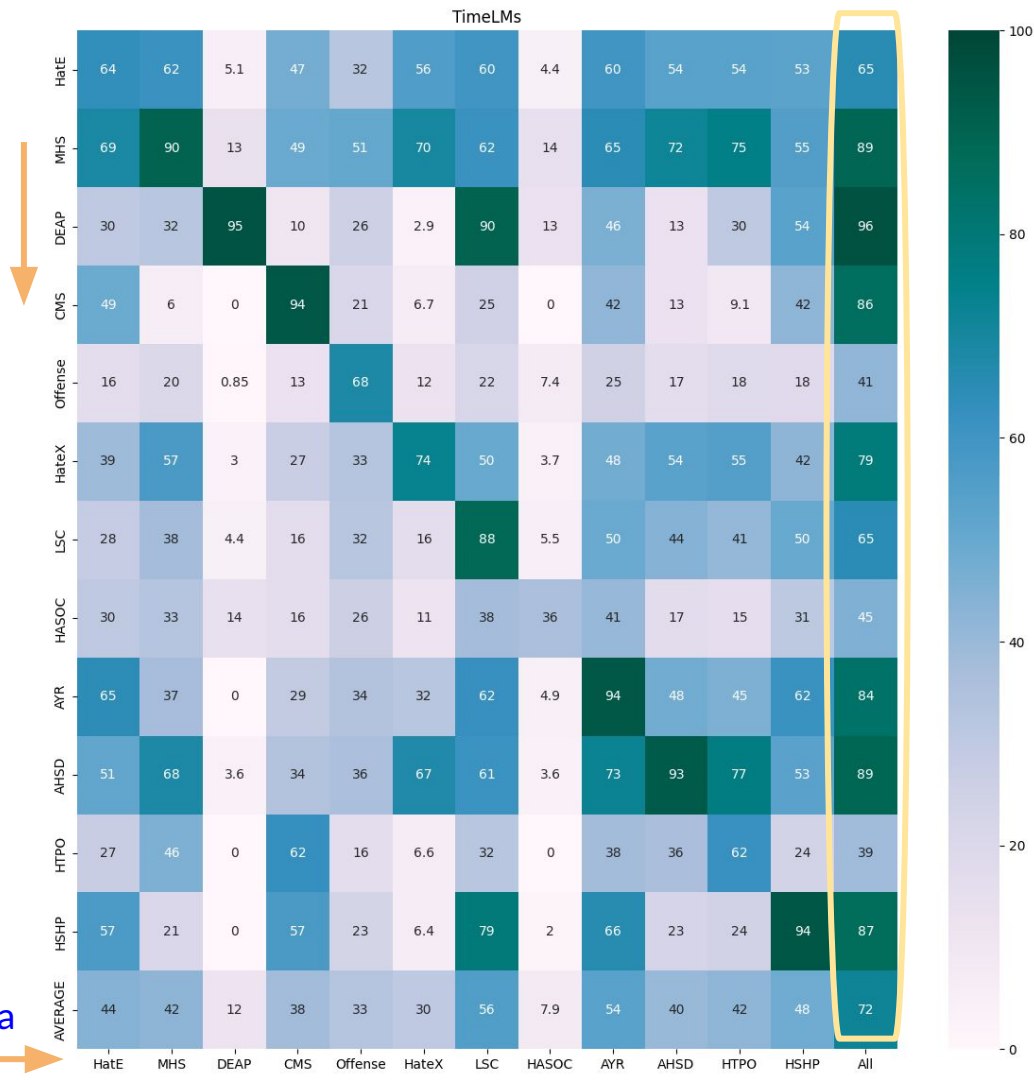 TimeLMs
HatE 64 62 5.1 47 32 56 60 4.4 60 54 54 53 65
MHS 69 90 13 49 51 70 62 14 65 72 75 55 89
DEAP 30 32 95 10 26 2.9 90 13 46 13 30 54 96
CMS 49 6 0 94 21 6.7 25 0 42 13 9.1 42 86
Offense 16 20 0.85 13 68 12 22 7.4 25 17 18 18 41
HateX 39 57 3 27 33 74 50 3.7 48 54 55 42 79
LSC 28 38 4.4 16 32 16 88 5.5 50 44 41 50 65
HASOC 30 33 14 16 26 11 38 36 41 17 15 31 45
AYR 65 37 0 29 34 32 62 4.9 94 48 45 62 84
AHSD 51 68 3.6 34 36 67 61 3.6 73 93 77 53 89
HTPO 27 46 0 62 16 6.6 32 0 38 36 62 24 39
HSHP 57 21 0 57 23 6.4 79 2 66 23 24 94 87
AVERAGE 44 42 12 38 33 30 56 7.9 54 40 42 48 72
a
HatE MHS DEAP CMS Offense HateX LSC HASOC AYR AHSD HTPO HSHP All
100
80
60
40
20
0